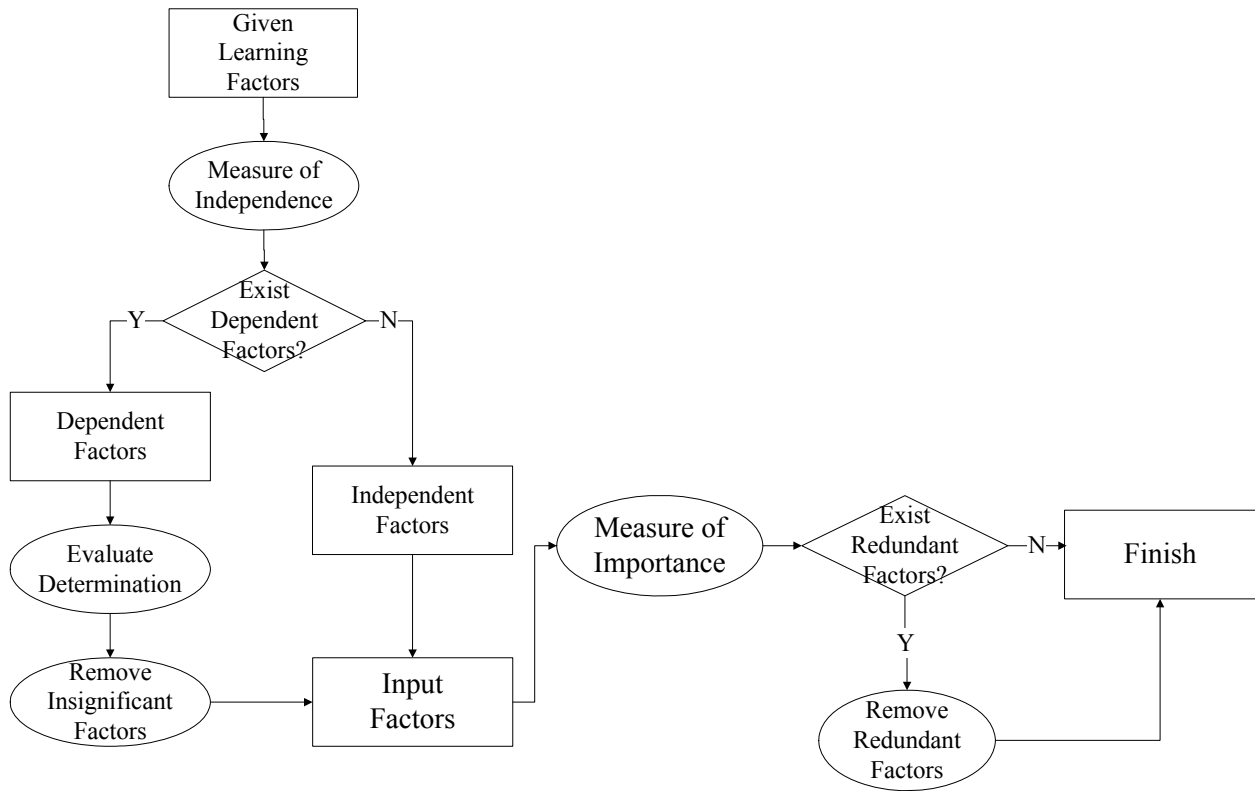 Given
Learning
Factors
Measure of
Independence
Exist
Dependent
Factors?
Y
N
Dependent
Factors
Evaluate
Determination
Remove
Insignificant
Factors
Independent
Factors
Input
Factors
Measure of
Importance
Exist
Redundant
Factors?
N
Finish
Y
Remove
Redundant
Factors